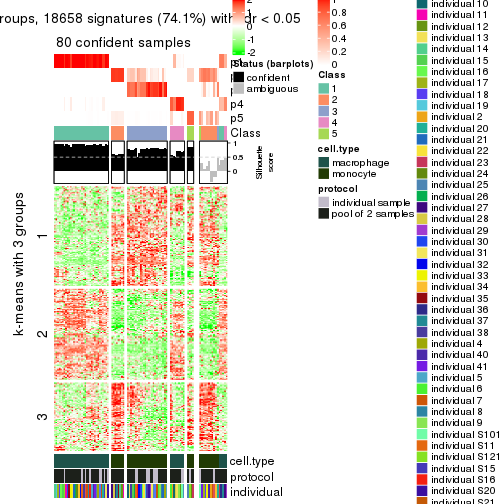 roups, 18658 signatures (74.1%) with fdr < 0.05
80 confident samples
p4
p5
Class
1
0.5
0
Silhouette
score
k-means with 3 groups
1
2
3
cell.type
protocol
individual
2
0
-1
-2
0.8
0.6
0.4
0.2
0
Status (barplots)
confident
ambiguous
Class
1
2
3
4
5
cell.type
macrophage
monocyte
protocol
individual sample
pool of 2 samples
individual 10
individual 11
individual 12
individual 13
individual 14
individual 15
individual 16
individual 17
individual 18
individual 19
individual 2
individual 20
individual 21
individual 22
individual 23
individual 24
individual 25
individual 26
individual 27
individual 28
individual 29
individual 30
individual 31
individual 32
individual 33
individual 34
individual 35
individual 36
individual 37
individual 38
individual 4
individual 40
individual 41
individual 5
individual 6
individual 7
individual 8
individual 9
individual S101
individual S11
individual S121
individual S15
individual S16
individual S20
individual S21